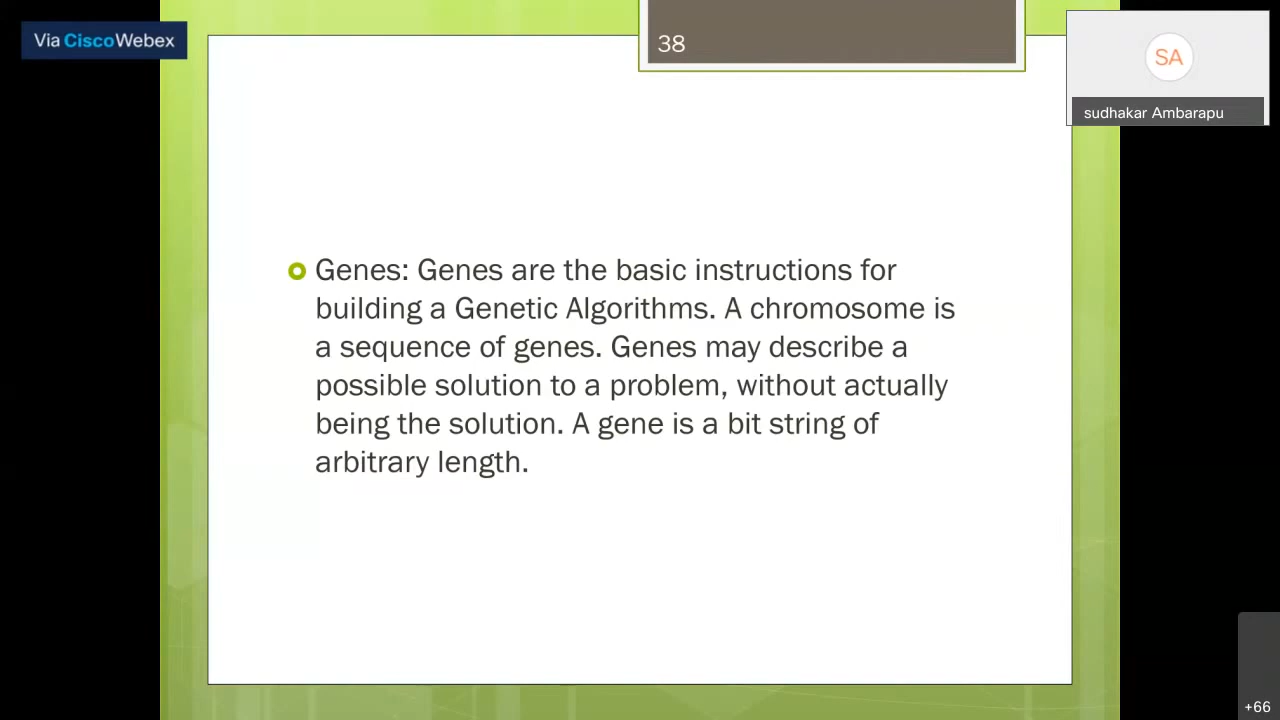 Via CiscoWebex
38
SA
sudhakar Ambarapu
Genes: Genes are the basic instructions for
building a Genetic Algorithms. A chromosome is
a sequence of genes. Genes may describe a
possible solution to a problem, without actually
being the solution. A gene is a bit string of
arbitrary length.
+66